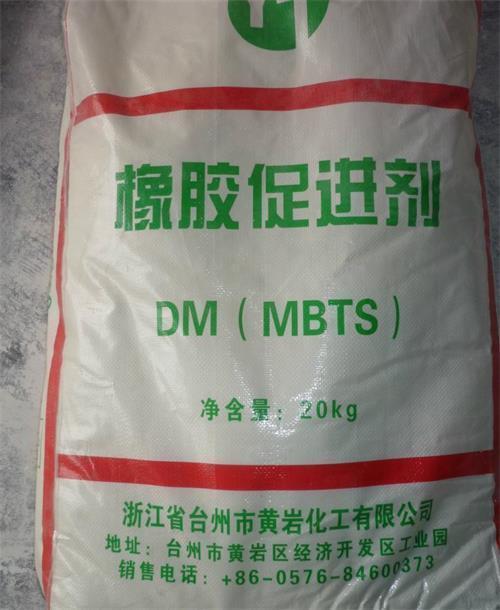 橡胶促进剂
DM（MBTS）
净含量：20kg
浙江省台州市黄岩化工有限公司
地址：台州市黄岩区经济开发区工业园
销售电话：+86-0576-84600373